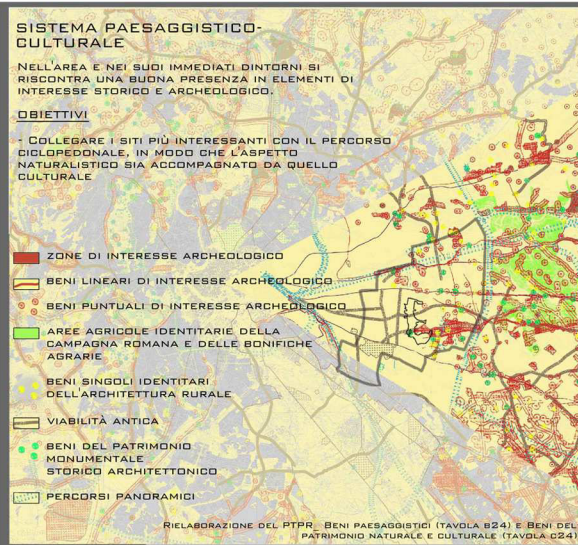 SISTEMA PAESAGGISTICO-
CULTURALE
NELL'AREA E NEI SUOI IMMEDIATI DINTORNI SI
RISCONTRA UNA BUONA PRESENZA IN ELEMENTI DI
INTERESSE STORICO E ARCHEOLOGICO.
OBIETTIVI
- COLLEGARE I SITI PIÙ INTERESSANTI CON IL PERCORSO
CICLOPEDONALE, IN MODO CHE L'ASPETTO
NATURALISTICO SIA ACCOMPAGNATO DA QUELLO
CULTURALE
ZONE DI INTERESSE ARCHEOLOGICO
BENI LINEARI DI INTERESSE ARCHEOLOGICO
BENI PUNTUALI DI INTERESSE ARCHEOLOGICO
AREE AGRICOLE IDENTITARIE DELLA
CAMPAGNA ROMANA E DELLE BONIFICHE
AGRARIE
BENI SINGOLI IDENTITARI
DELL'ARCHITETTURA RURALE
VIABILITÀ ANTICA
BENI DEL PATRIMONIO
MONUMENTALE
STORICO ARCHITETTONICO
PERCORSI PANORAMICI
RIELABORAZIONE DEL PTPR_ BENI PAESAGGISTICI (TAVOLA B24) E BENI DEL
PATRIMONIO NATURALE E CULTURALE (TAVOLA C24)